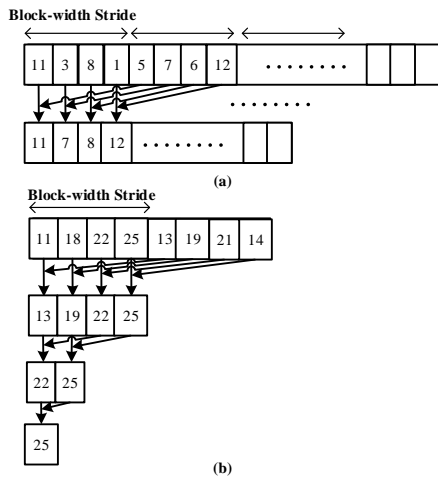 Block-width Stride
11 3 8 1 5 7 6 12 ........
........
11 7 8 12 ........
(a)
Block-width Stride
11 18 22 25 13 19 21 14
13 19 22 25
22 25
25
(b)